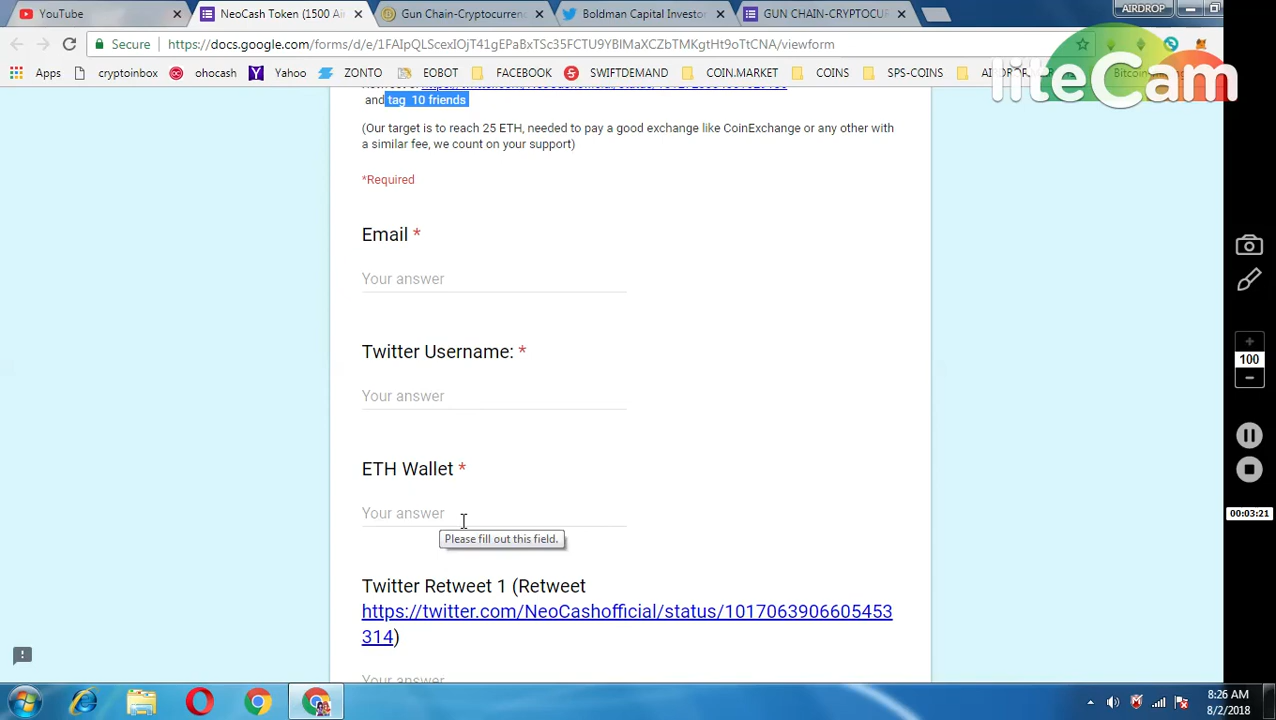 YouTube
NeoCash Token (1500 Air
Gun Chain-Cryptocurren
Boldman Capital Investor
GUN CHAIN-CRYPTOCUR
AIRDROP
Secure
https://docs.google.com/forms/d/e/1FAIpQLScexIOjT41gEPaBxTSc35FCTU9YBIMaXCZbTMKgtHt9oTtCNA/viewform
Apps
cryptoinbox
ohocash
Yahoo
EOBOT
FACEBOOK
SWIFTDEMAND
COIN.MARKET
COINS
SPS-COINS
liteCam
and tag 10 friends
(Our target is to reach 25 ETH, needed to pay a good exchange like CoinExchange or any other with
a similar fee, we count on your support)
*Required
Email *
Your answer
Twitter Username: *
Your answer
ETH Wallet *
Your answer
Please fill out this field.
Twitter Retweet 1 (Retweet
https://twitter.com/NeoCashofficial/status/1017063906605453
314)
Your answer
100
00:03:21
8:26 AM
8/2/2018